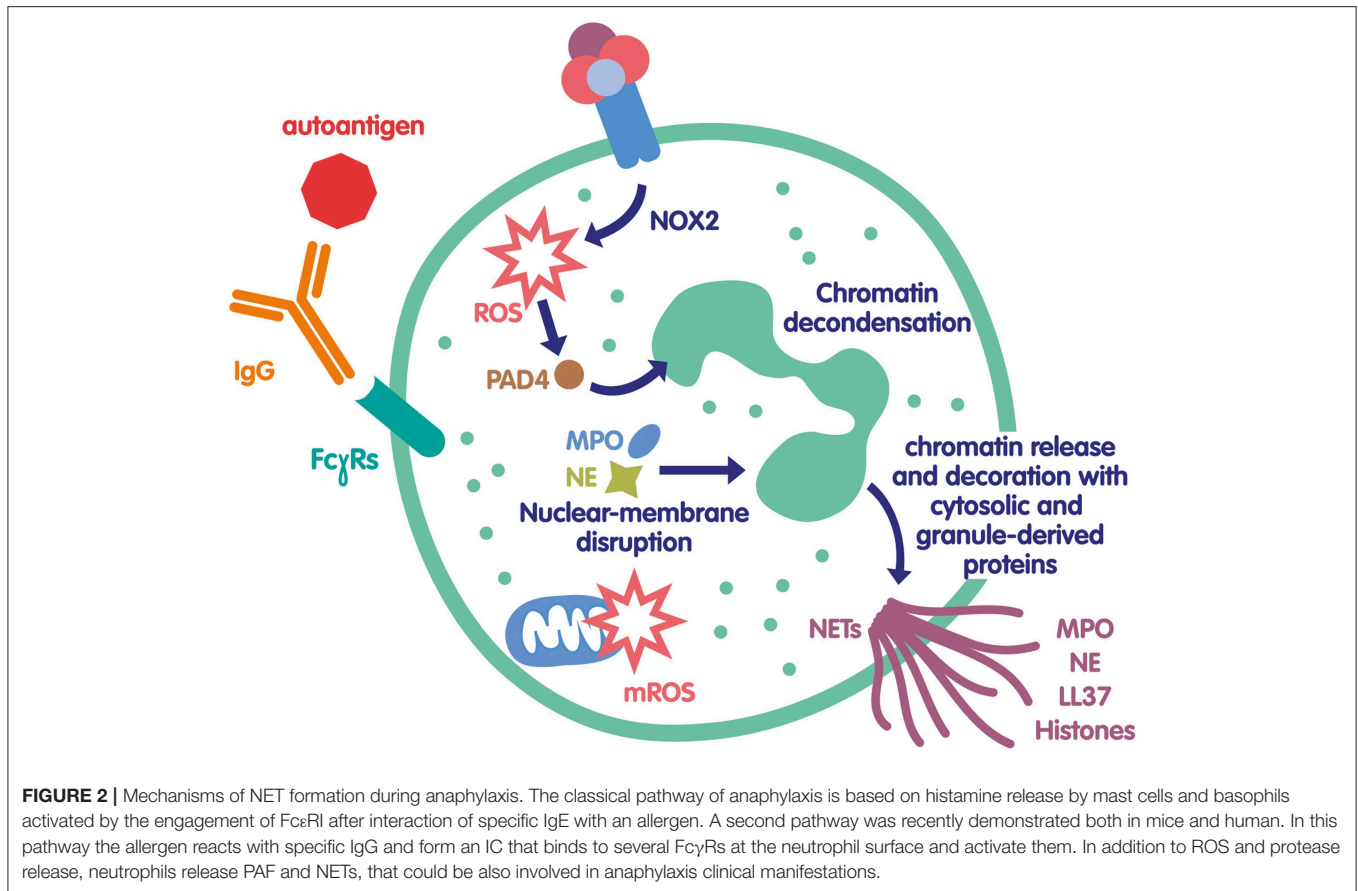 autoantigen
IgG
FcγRs
NOX2
ROS
PAD4
Chromatin
decondensation
MPO
NE
Nuclear-membrane
disruption
mROS
chromatin release
and decoration with
cytosolic and
granule-derived
proteins
NETs
MPO
NE
LL37
Histones
FIGURE 2 | Mechanisms of NET formation during anaphylaxis. The classical pathway of anaphylaxis is based on histamine release by mast cells and basophils
activated by the engagement of FcεRI after interaction of specific IgE with an allergen. A second pathway was recently demonstrated both in mice and human. In this
pathway the allergen reacts with specific IgG and form an IC that binds to several FcγRs at the neutrophil surface and activate them. In addition to ROS and protease
release, neutrophils release PAF and NETs, that could be also involved in anaphylaxis clinical manifestations.